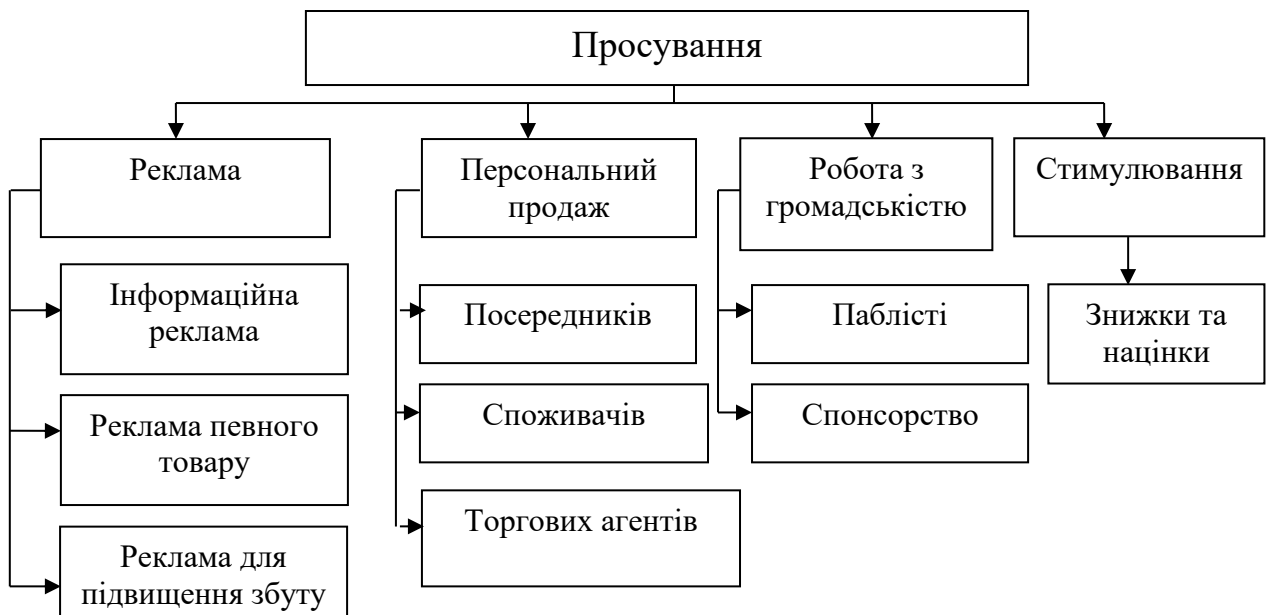 Просування
Реклама
Персональний
продаж
Робота з
громадськістю
Стимулювання
Інформаційна
реклама
Посередників
Паблісті
Знижки та
націнки
Реклама певного
товару
Споживачів
Спонсорство
Торгових агентів
Реклама для
підвищення збуту